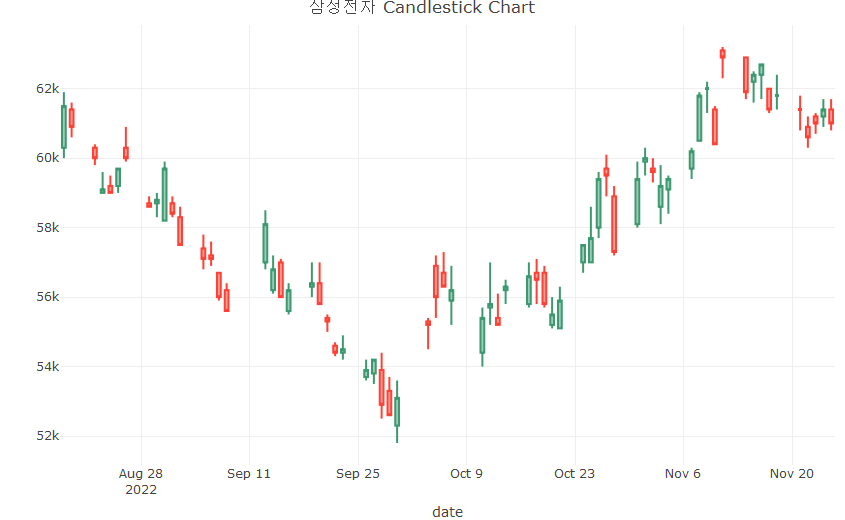 삼성전자 Candlestick Chart
62k
60k
58k
56k
54k
52k
Aug 28 Sep 11 Sep 25 Oct 9 Oct 23 Nov 6 Nov 20
2022
date